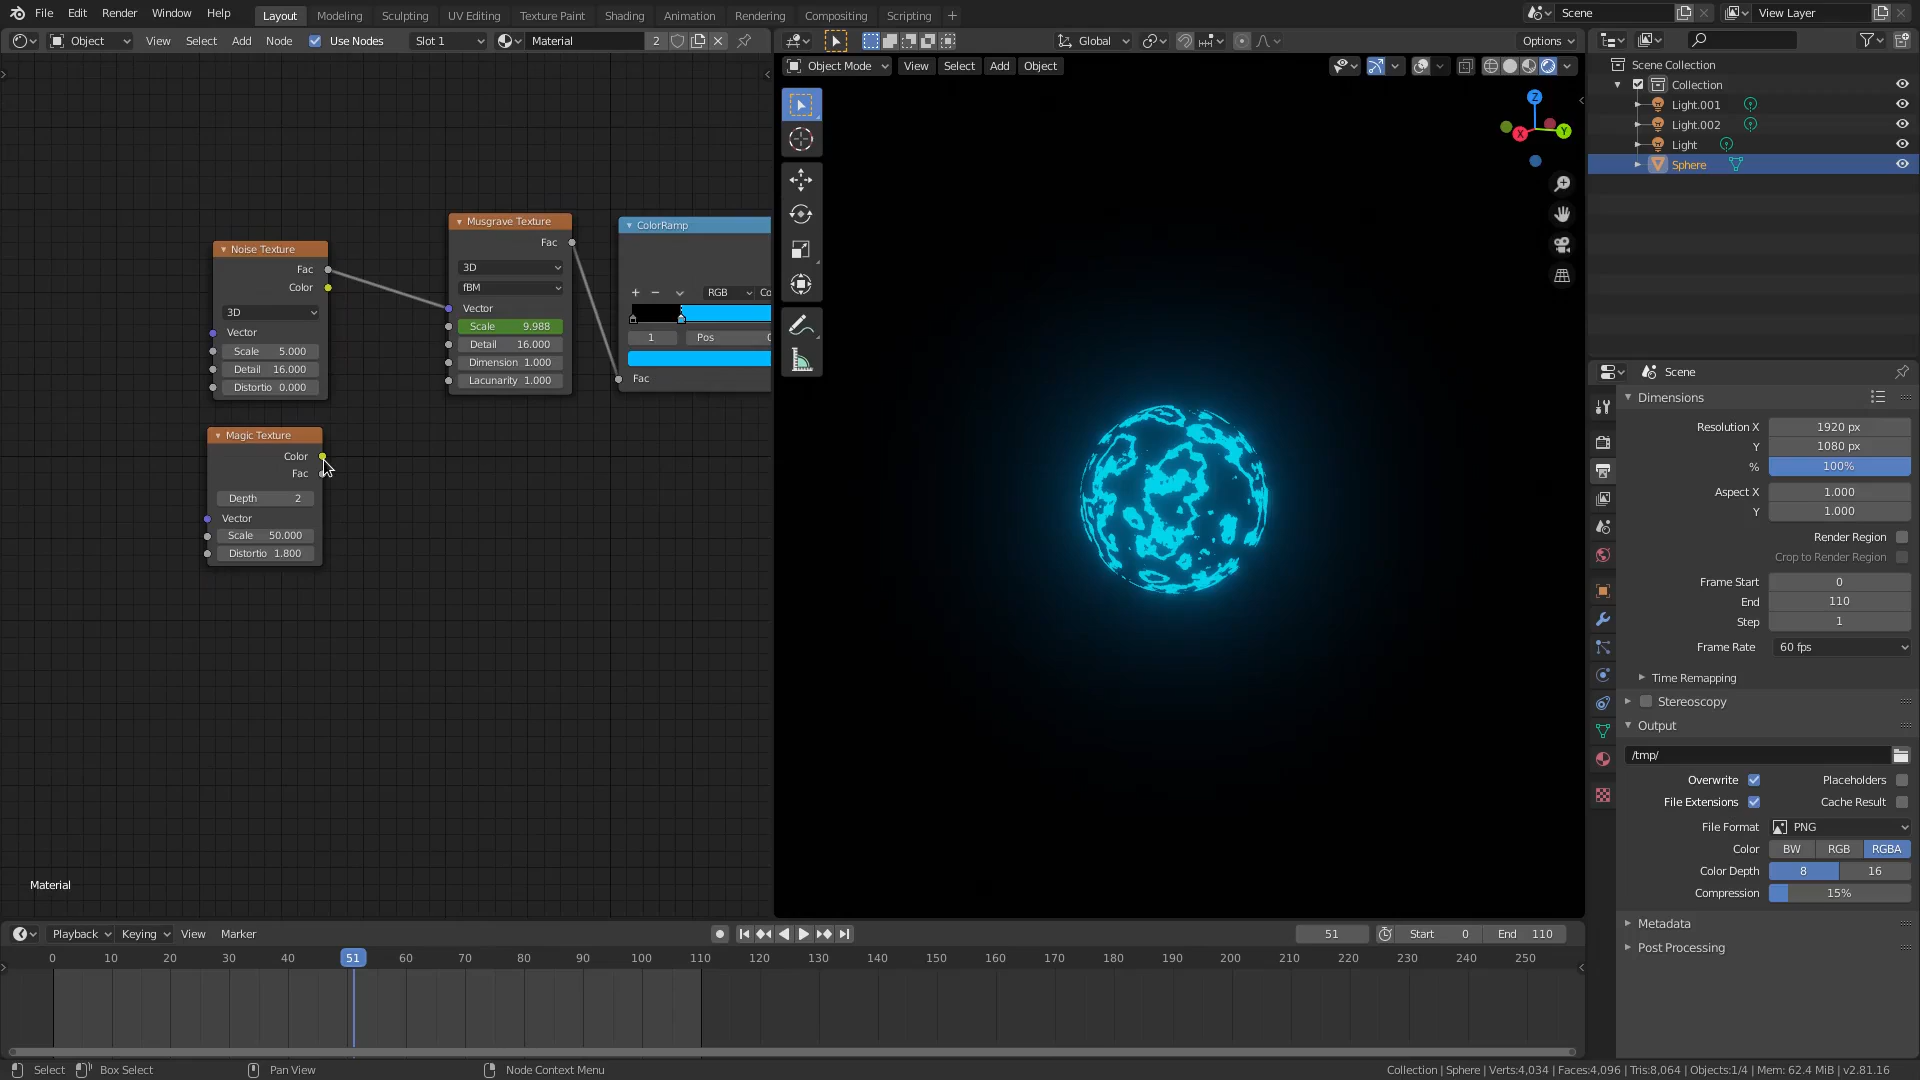 File Edit Render Window Help Layout Modeling Sculpting UV Editing Texture Paint Shading Animation Rendering Compositing Scripting + Scene View Layer
Object View Select Add Node Use Nodes Slot 1 Material 2 Global Options
Object Mode View Select Add Object
Scene Collection
Collection
Light.001
Light.002
Light
Sphere
Z
X
Y
Noise Texture
Fac
Color
3D
Vector
Scale 5.000
Detail 16.000
Distortio 0.000
Musgrave Texture
Fac
3D
fBM
Vector
Scale 9.988
Detail 16.000
Dimension 1.000
Lacunarity 1.000
ColorRamp
+ − RGB Co
1 Pos
Fac
Magic Texture
Color
Fac
Depth 2
Vector
Scale 50.000
Distortio 1.800
Material
Scene
Dimensions
Resolution X 1920 px
Y 1080 px
% 100%
Aspect X 1.000
Y 1.000
Render Region
Crop to Render Region
Frame Start 0
End 110
Step 1
Frame Rate 60 fps
Time Remapping
Stereoscopy
Output
/tmp/
Overwrite Placeholders
File Extensions Cache Result
File Format PNG
Color BW RGB RGBA
Color Depth 8 16
Compression 15%
Metadata
Post Processing
Playback Keying View Marker 51 Start 0 End 110
0 10 20 30 40 51 60 70 80 90 100 110 120 130 140 150 160 170 180 190 200 210 220 230 240 250
Select Box Select Pan View Node Context Menu Collection | Sphere | Verts:4,034 | Faces:4,096 | Tris:8,064 | Objects:1/4 | Mem: 62.4 MiB | v2.81.16